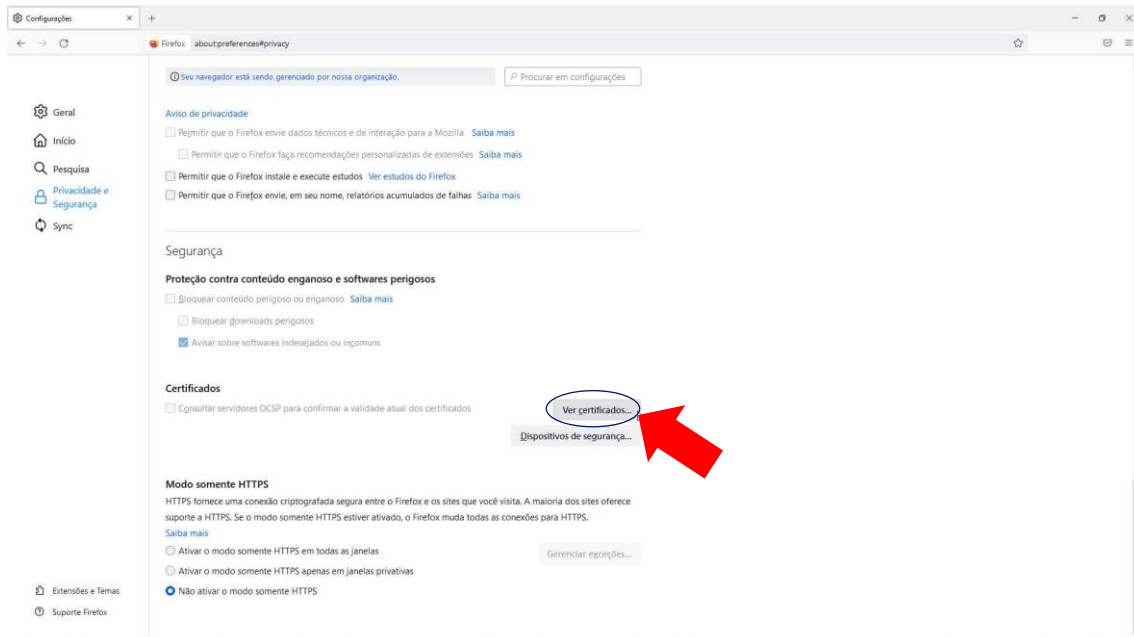 Configurações
Firefox about:preferences#privacy
Seu navegador está sendo gerenciado por nossa organização.
Procurar em configurações
Geral
Início
Pesquisa
Privacidade e
Segurança
Sync
Extensões e Temas
Suporte Firefox
Aviso de privacidade
Permitir que o Firefox envie dados técnicos e de interação para a Mozilla Saiba mais
Permitir que o Firefox faça recomendações personalizadas de extensões Saiba mais
Permitir que o Firefox instale e execute estudos Ver estudos do Firefox
Permitir que o Firefox envie, em seu nome, relatórios acumulados de falhas Saiba mais
Segurança
Proteção contra conteúdo enganoso e softwares perigosos
Bloquear conteúdo perigoso ou enganoso Saiba mais
Bloquear downloads perigosos
Avisar sobre softwares indesejados ou incomuns
Certificados
Consultar servidores OCSP para confirmar a validade atual dos certificados
Ver certificados...
Dispositivos de segurança...
Modo somente HTTPS
HTTPS fornece uma conexão criptografada segura entre o Firefox e os sites que você visita. A maioria dos sites oferece
suporte a HTTPS. Se o modo somente HTTPS estiver ativado, o Firefox muda todas as conexões para HTTPS.
Saiba mais
Ativar o modo somente HTTPS em todas as janelas
Gerenciar exceções...
Ativar o modo somente HTTPS apenas em janelas privativas
Não ativar o modo somente HTTPS